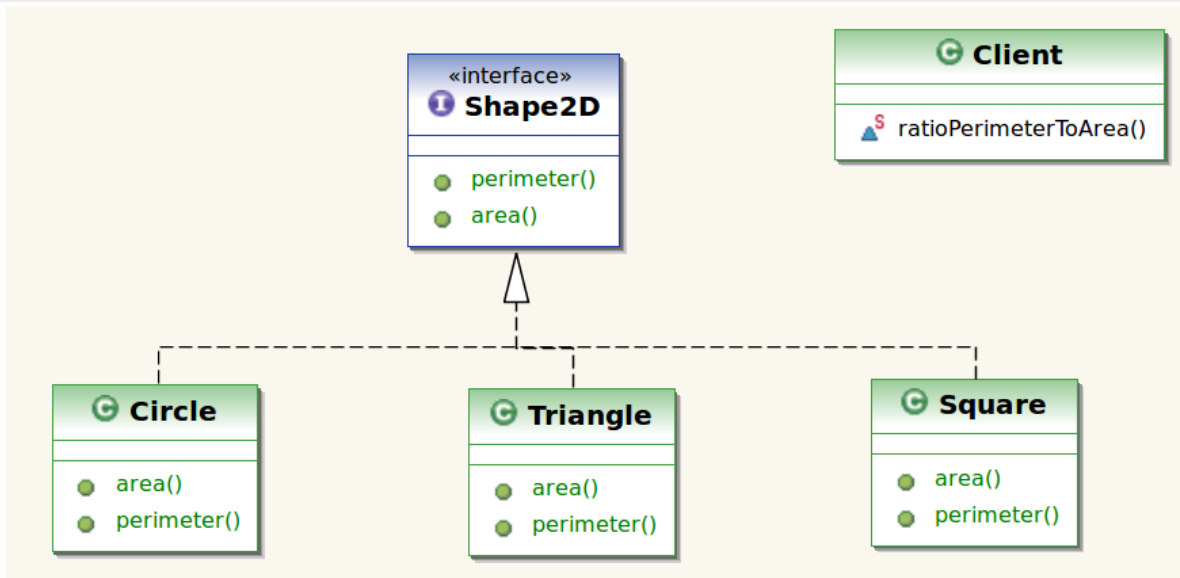 «interface»
I Shape2D
perimeter()
area()
C Client
S ratioPerimeterToArea()
C Circle
area()
perimeter()
C Triangle
area()
perimeter()
C Square
area()
perimeter()